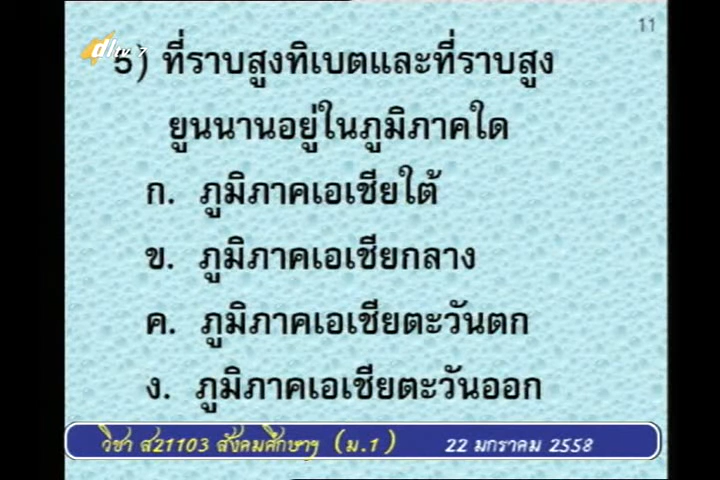 11
dltv 7
5) ที่ราบสูงทิเบตและที่ราบสูง
ยูนนานอยู่ในภูมิภาคใด
ก. ภูมิภาคเอเชียใต้
ข. ภูมิภาคเอเชียกลาง
ค. ภูมิภาคเอเชียตะวันตก
ง. ภูมิภาคเอเชียตะวันออก
วิชา ส21103 สังคมศึกษาฯ (ม.1) 22 มกราคม 2558